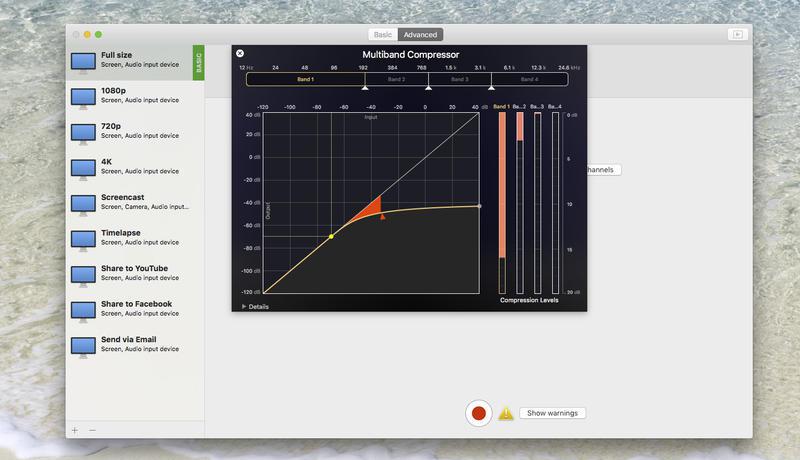 Basic Advanced
Full size
Screen, Audio input device
BASIC
1080p
Screen, Audio input device
720p
Screen, Audio input device
4K
Screen, Audio input device
Screencast
Screen, Camera, Audio input...
Timelapse
Screen, Audio input device
Share to YouTube
Screen, Audio input device
Share to Facebook
Screen, Audio input device
Send via Email
Screen, Audio input device
+ −
Multiband Compressor
12 Hz 24 48 96 192 384 768 1.5 k 3.1 k 6.1 k 12.3 k 24.6 kHz
Band 1 Band 2 Band 3 Band 4
-120 -100 -80 -60 -40 -20 0 20 40 dB
Input
40 dB
20 dB
0 dB
-20 dB
-40 dB
-60 dB
-80 dB
-100 dB
-120 dB
Output
Band 1 Ba...2 Ba...3 Ba...4
0 dB
5
10
15
20 dB
Compression Levels
Details
hannels
Show warnings